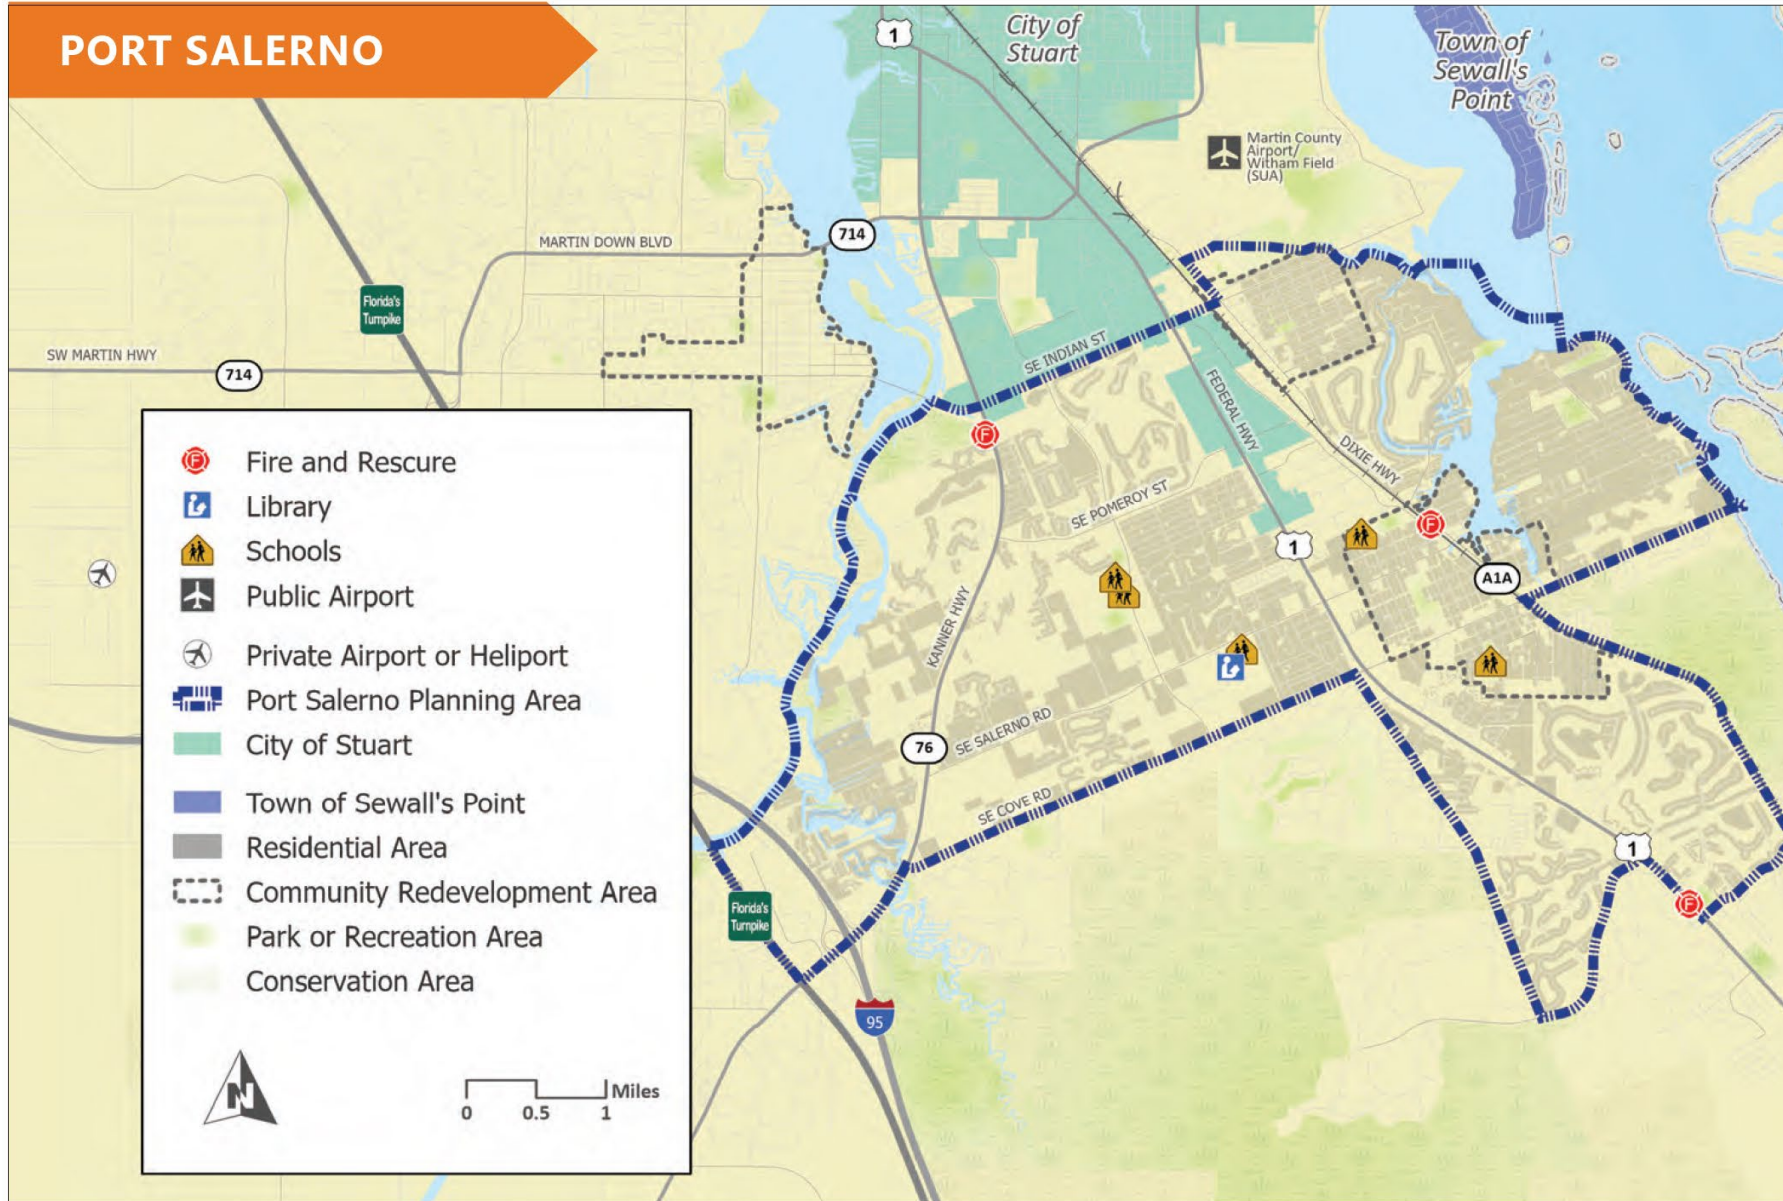 PORT SALERNO
1
City of
Stuart
Town of
Sewall's
Point
Martin County
Airport/
Witham Field
(SUA)
714
MARTIN DOWN BLVD
Florida's
Turnpike
SW MARTIN HWY
714
SE INDIAN ST
FEDERAL HWY
DIXIE HWY
F
SE POMEROY ST
F
1
A1A
KANNER HWY
76
SE SALERNO RD
SE COVE RD
1
F
Florida's
Turnpike
95
F
Fire and Rescure
Library
Schools
Public Airport
Private Airport or Heliport
Port Salerno Planning Area
City of Stuart
Town of Sewall's Point
Residential Area
Community Redevelopment Area
Park or Recreation Area
Conservation Area
N
Miles
0 0.5 1